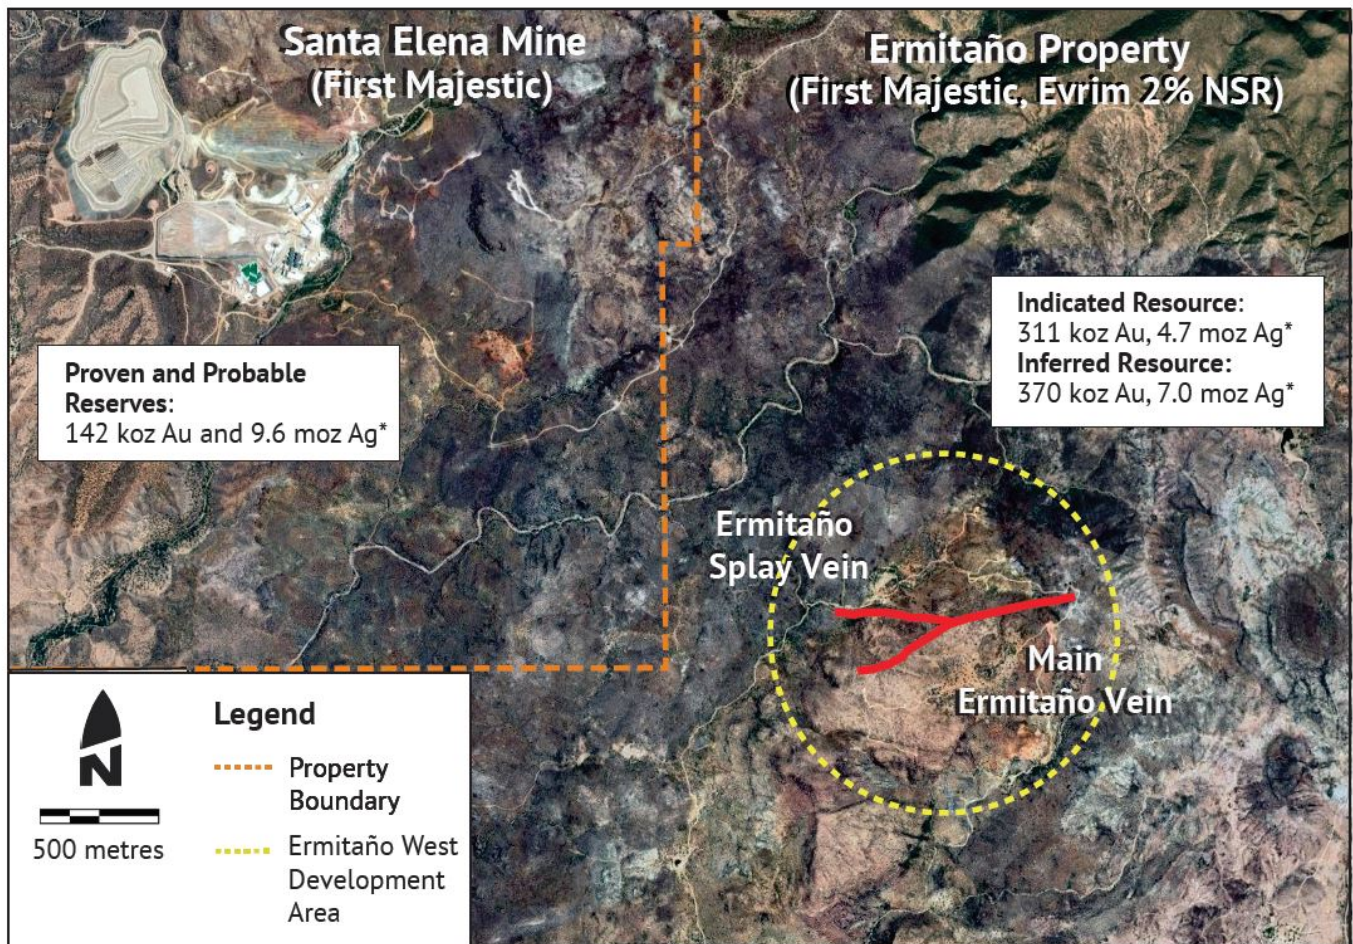 Santa Elena Mine
(First Majestic)
Ermitaño Property
(First Majestic, Evrim 2% NSR)
Indicated Resource:
311 koz Au, 4.7 moz Ag*
Inferred Resource:
370 koz Au, 7.0 moz Ag*
Proven and Probable
Reserves:
142 koz Au and 9.6 moz Ag*
Ermitaño
Splay Vein
Main
Ermitaño Vein
N
500 metres
Legend
Property
Boundary
Ermitaño West
Development
Area